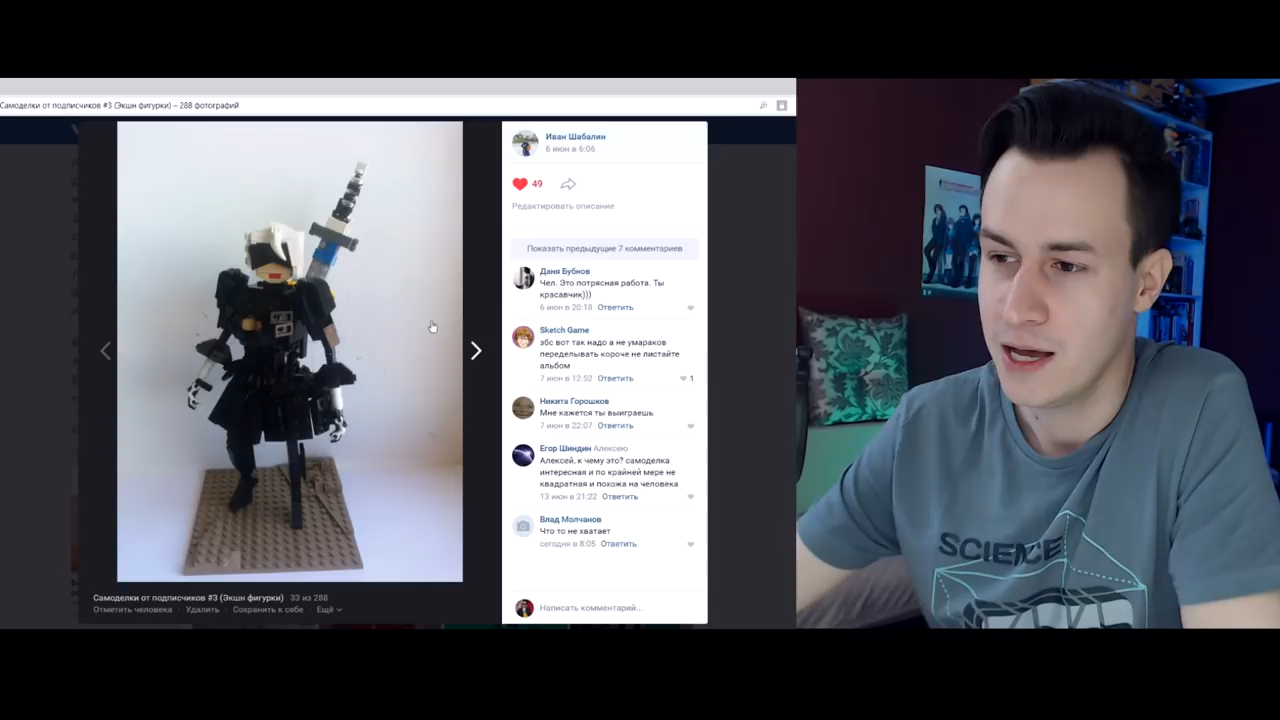 Самоделки от подписчиков #3 (Экшн фигурки) – 288 фотографий
Иван Шабалин
6 июн в 6:06
49
Редактировать описание
Показать предыдущие 7 комментариев
Даня Бубнов
Чел. Это потрясная работа. Ты
красавчик)))
6 июн в 20:18 Ответить
Sketch Game
збс вот так надо а не умараков
переделывать короче не листайте
альбом
7 июн в 12:52 Ответить 1
Никита Горошков
Мне кажется ты выиграешь
7 июн в 22:07 Ответить
Егор Шиндин Алексею
Алексей, к чему это? самоделка
интересная и по крайней мере не
квадратная и похожа на человека
13 июн в 21:22 Ответить
Влад Молчанов
Что то не хватает
сегодня в 8:05 Ответить
Написать комментарий...
Самоделки от подписчиков #3 (Экшн фигурки) 33 из 288
Отметить человека · Удалить · Сохранить к себе · Ещё
SCIENCE